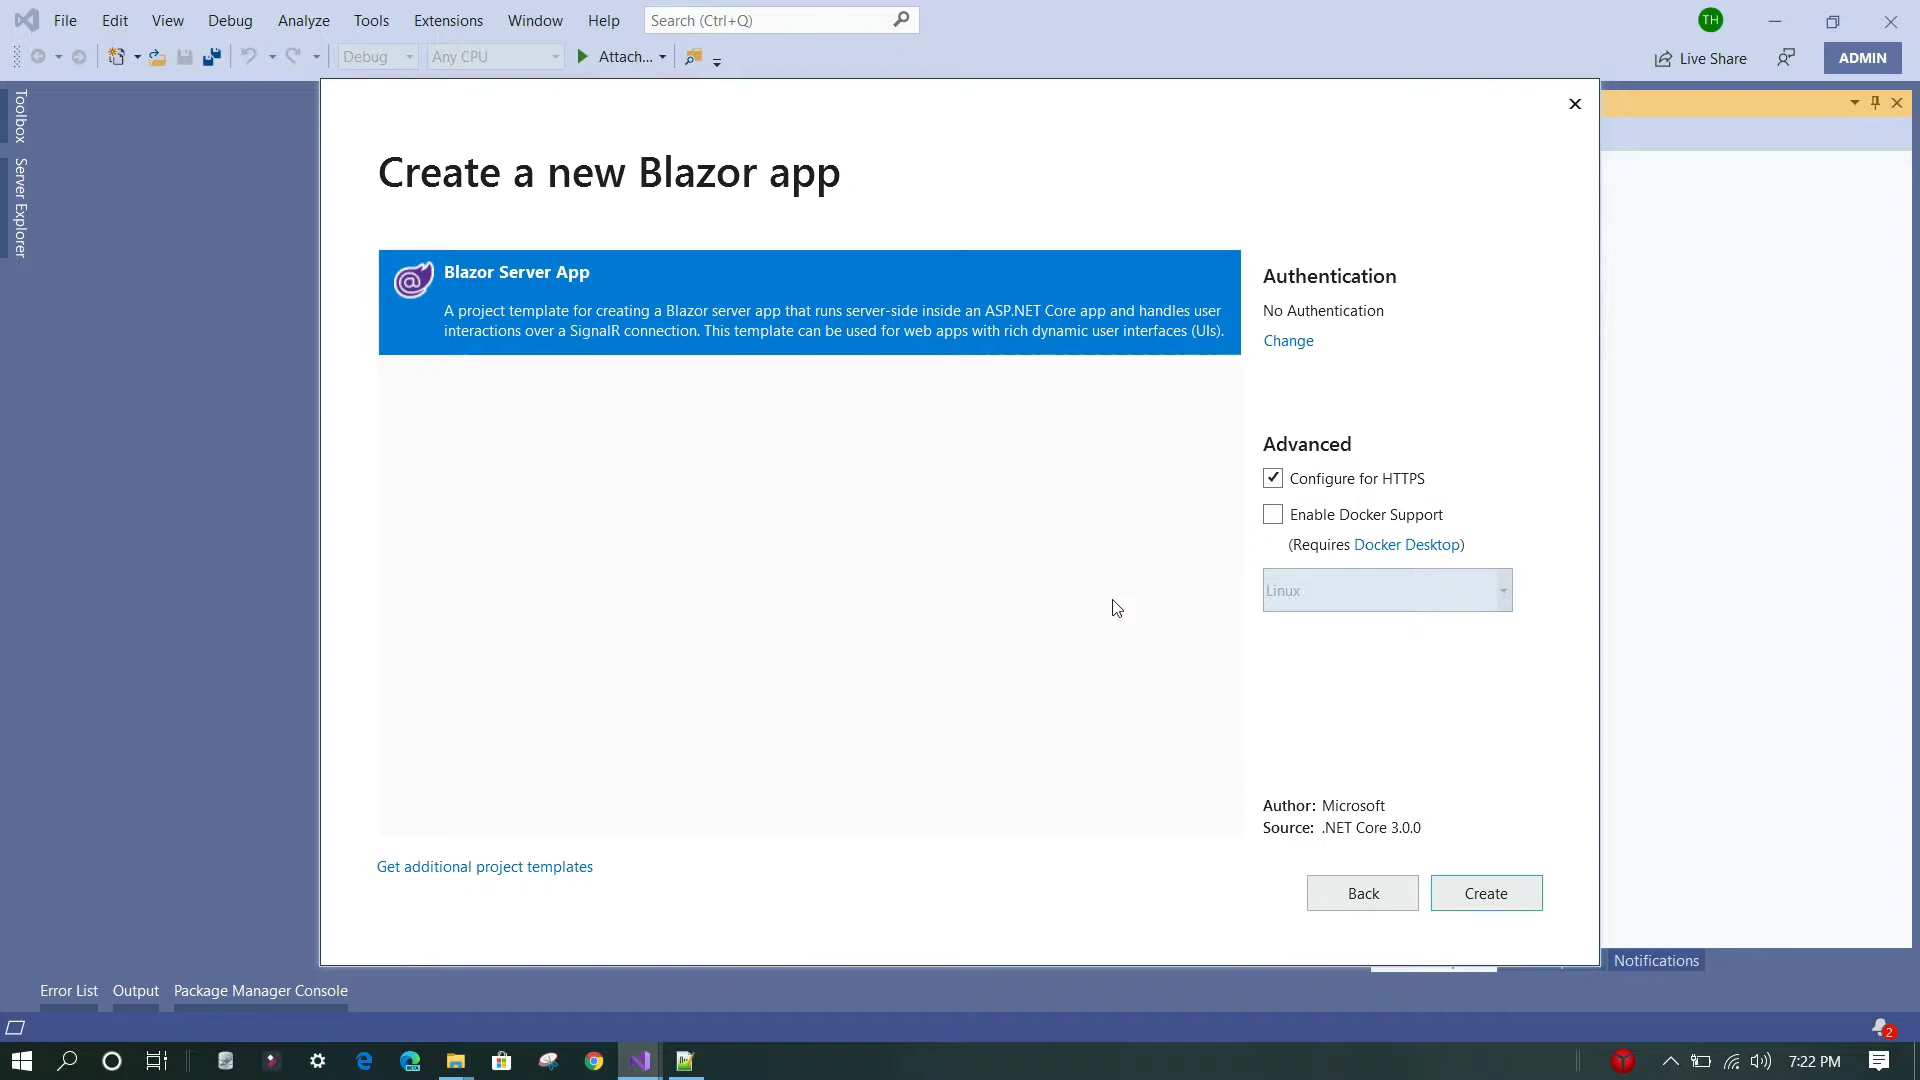 File Edit View Debug Analyze Tools Extensions Window Help Search (Ctrl+Q) TH
Debug Any CPU Attach... Live Share ADMIN
Toolbox
Server Explorer
Create a new Blazor app
Blazor Server App
A project template for creating a Blazor server app that runs server-side inside an ASP.NET Core app and handles user
interactions over a SignalR connection. This template can be used for web apps with rich dynamic user interfaces (UIs).
Authentication
No Authentication
Change
Advanced
Configure for HTTPS
Enable Docker Support
(Requires Docker Desktop)
Linux
Author: Microsoft
Source: .NET Core 3.0.0
Get additional project templates
Back Create
Notifications
Error List Output Package Manager Console
2
7:22 PM